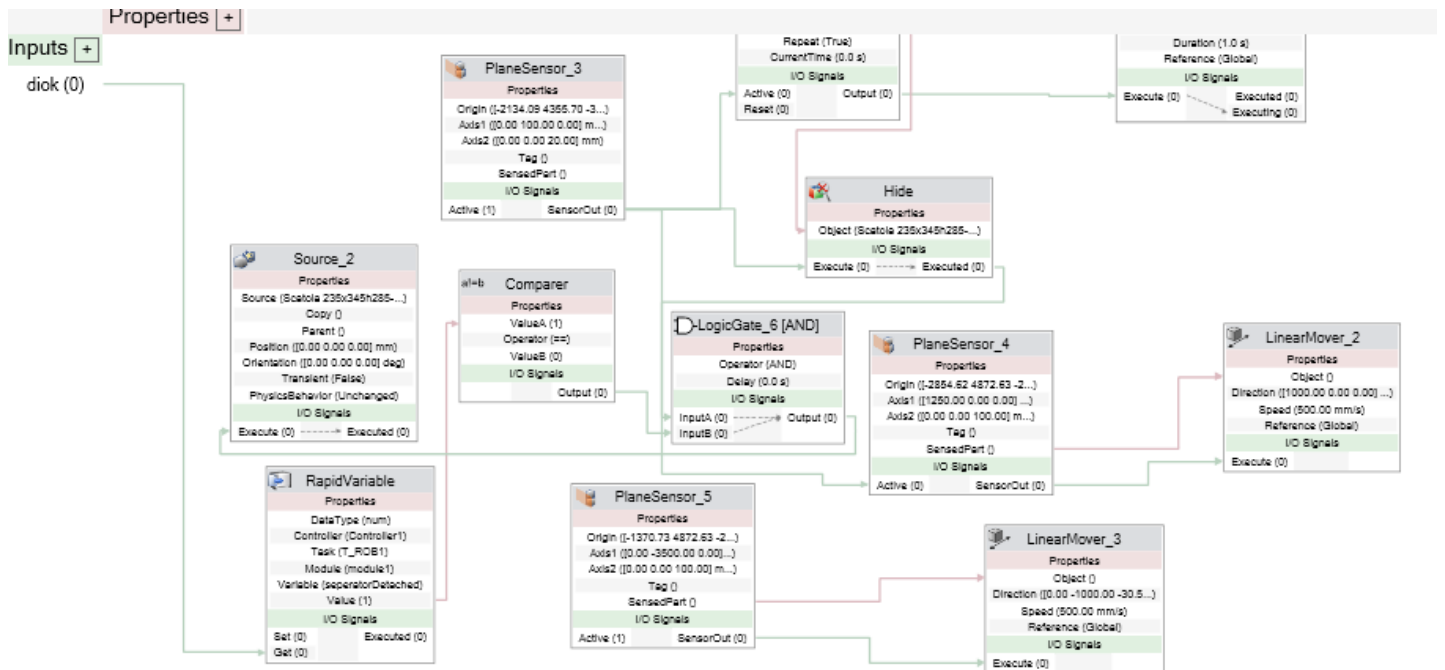 Properties +
Inputs +
diok (0)
PlaneSensor_3
Properties
Origin ([-2134.09 4355.70 -3...)
Axis1 ([0.00 100.00 0.00] m...)
Axis2 ([0.00 0.00 20.00] mm)
Tag ()
SensedPart ()
I/O Signals
Active (1) SensorOut (0)
Repeat (True)
CurrentTime (0.0 s)
I/O Signals
Active (0) Output (0)
Reset (0)
Duration (1.0 s)
Reference (Global)
I/O Signals
Execute (0) Executed (0)
Executing (0)
Hide
Properties
Object (Scatola 235x345h285-...)
I/O Signals
Execute (0) Executed (0)
Source_2
Properties
Source (Scatola 235x345h285-...)
Copy ()
Parent ()
Position ([0.00 0.00 0.00] mm)
Orientation ([0.00 0.00 0.00] deg)
Transient (False)
PhysicsBehavior (Unchanged)
I/O Signals
Execute (0) Executed (0)
a!=b Comparer
Properties
ValueA (1)
Operator (==)
ValueB (0)
I/O Signals
Output (0)
LogicGate_6 [AND]
Properties
Operator (AND)
Delay (0.0 s)
I/O Signals
InputA (0) Output (0)
InputB (0)
PlaneSensor_4
Properties
Origin ([-2854.62 4872.63 -2...)
Axis1 ([1250.00 0.00 0.00] ...)
Axis2 ([0.00 0.00 100.00] m...)
Tag ()
SensedPart ()
I/O Signals
Active (0) SensorOut (0)
LinearMover_2
Properties
Object ()
Direction ([1000.00 0.00 0.00] ...)
Speed (500.00 mm/s)
Reference (Global)
I/O Signals
Execute (0)
RapidVariable
Properties
DataType (num)
Controller (Controller1)
Task (T_ROB1)
Module (module1)
Variable (seperatorDetached)
Value (1)
I/O Signals
Set (0) Executed (0)
Get (0)
PlaneSensor_5
Properties
Origin ([-1370.73 4872.63 -2...)
Axis1 ([0.00 -3500.00 0.00]...)
Axis2 ([0.00 0.00 100.00] m...)
Tag ()
SensedPart ()
I/O Signals
Active (1) SensorOut (0)
LinearMover_3
Properties
Object ()
Direction ([0.00 -1000.00 -30.5...)
Speed (500.00 mm/s)
Reference (Global)
I/O Signals
Execute (0)